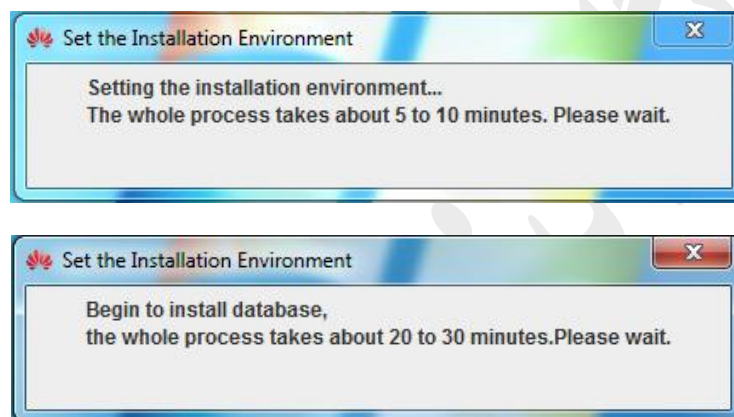 Set the Installation Environment
Setting the installation environment...
The whole process takes about 5 to 10 minutes. Please wait.
Set the Installation Environment
Begin to install database,
the whole process takes about 20 to 30 minutes.Please wait.